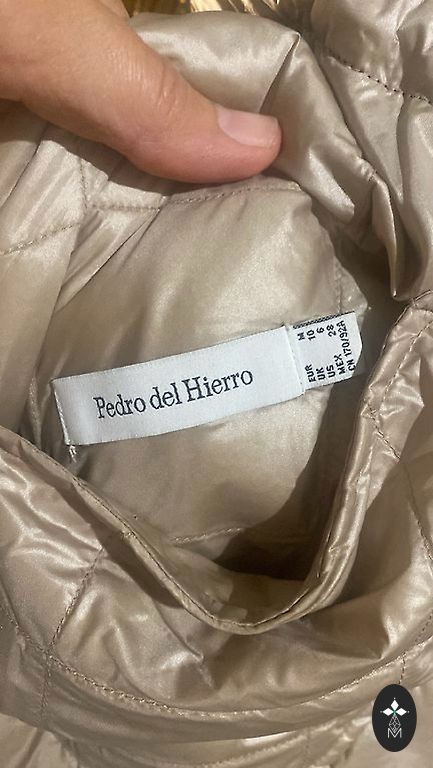 Pedro del Hierro
EUR M
UK 10
US 6
MEX 28
CN 170/92A
M